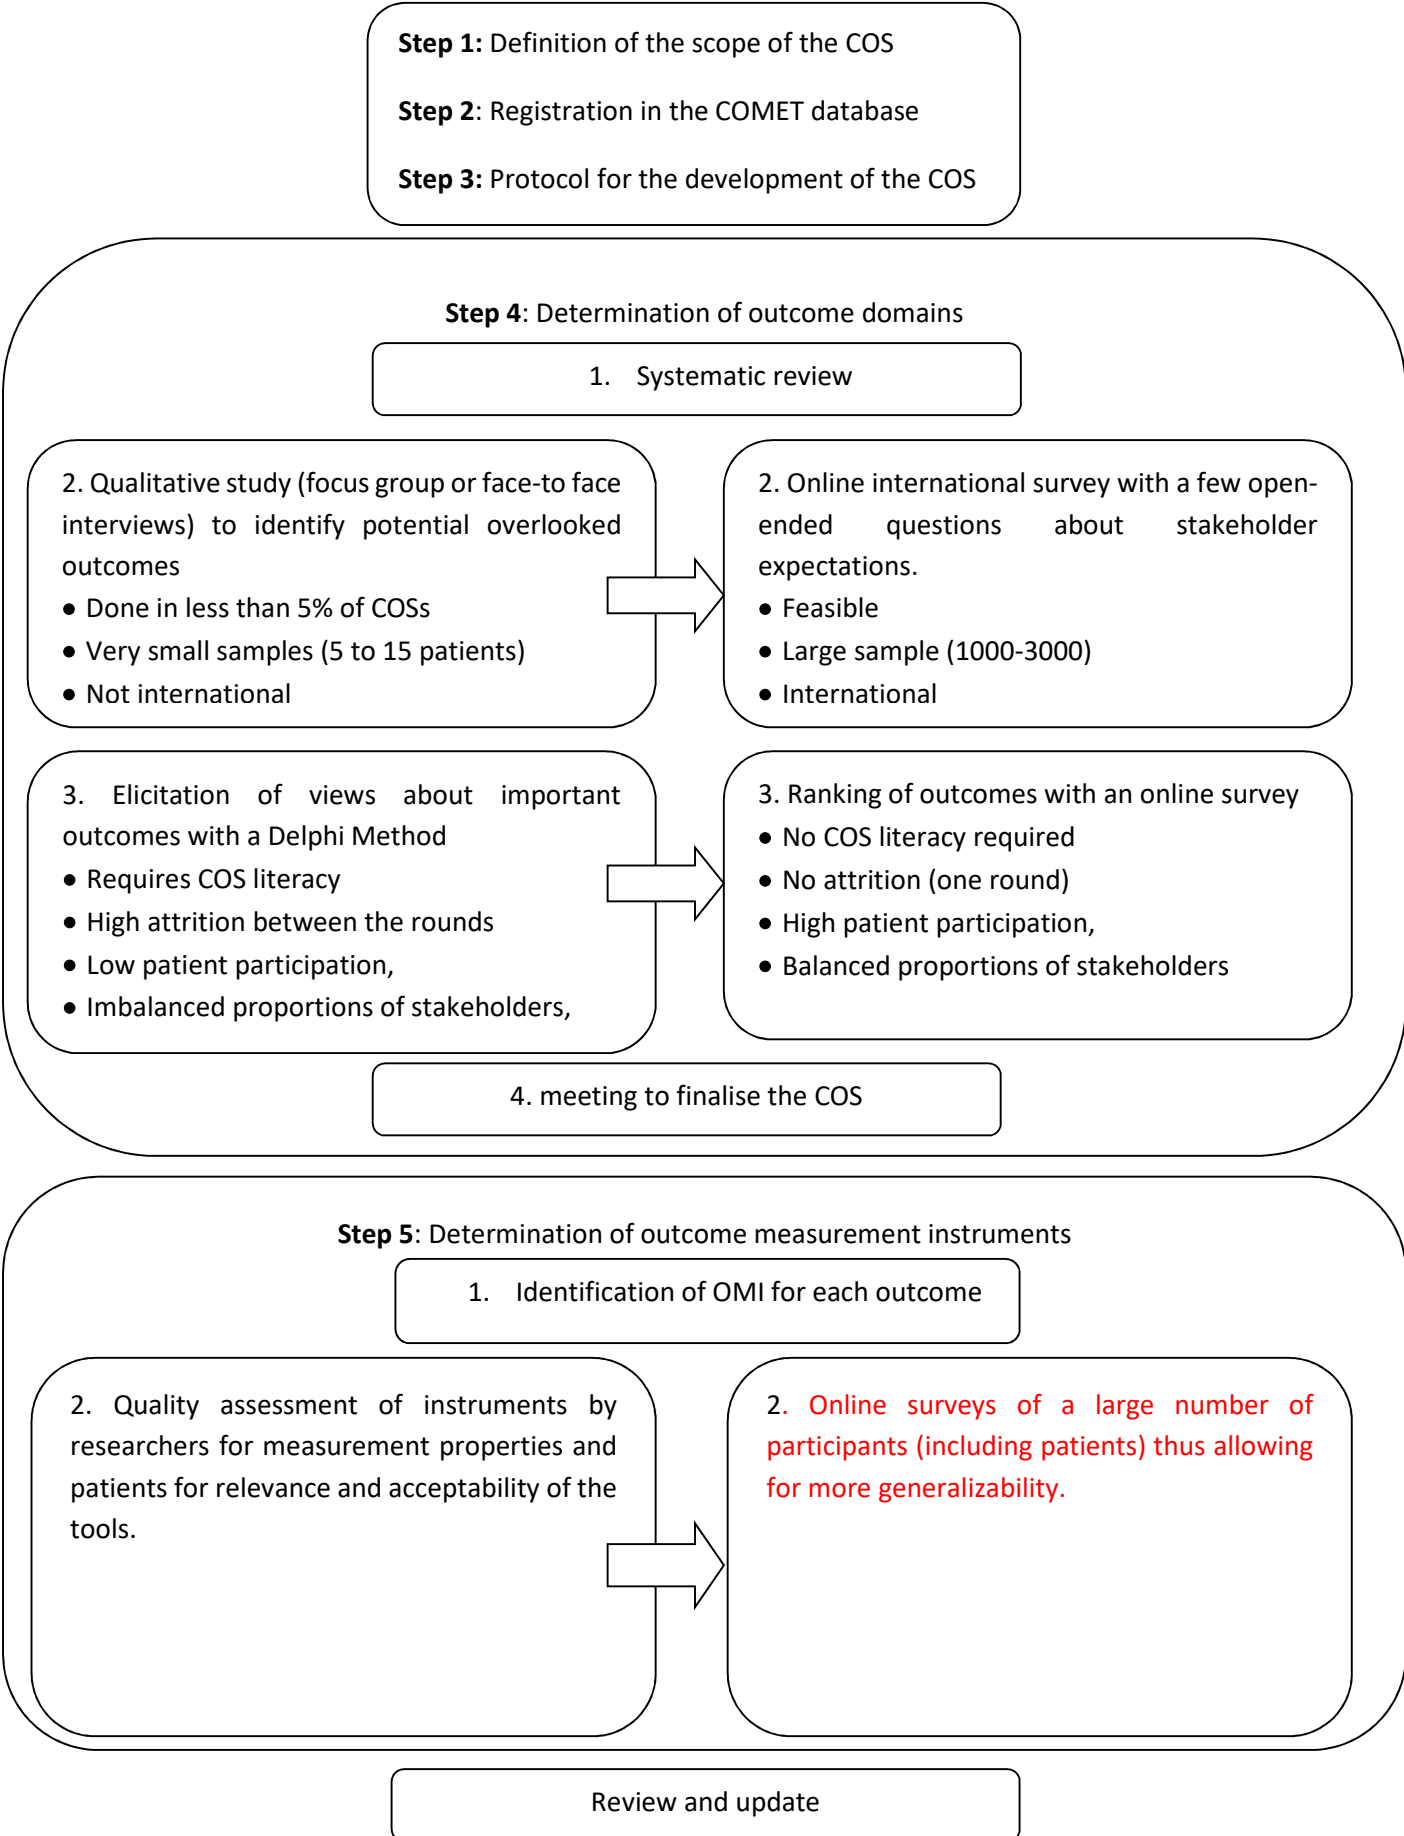 Step 1: Definition of the scope of the COS
Step 2: Registration in the COMET database
Step 3: Protocol for the development of the COS
Step 4: Determination of outcome domains
1. Systematic review
2. Qualitative study (focus group or face-to face
interviews) to identify potential overlooked
outcomes
• Done in less than 5% of COSs
• Very small samples (5 to 15 patients)
• Not international
2. Online international survey with a few open-
ended questions about stakeholder
expectations.
• Feasible
• Large sample (1000-3000)
• International
3. Elicitation of views about important
outcomes with a Delphi Method
• Requires COS literacy
• High attrition between the rounds
• Low patient participation,
• Imbalanced proportions of stakeholders,
3. Ranking of outcomes with an online survey
• No COS literacy required
• No attrition (one round)
• High patient participation,
• Balanced proportions of stakeholders
4. meeting to finalise the COS
Step 5: Determination of outcome measurement instruments
1. Identification of OMI for each outcome
2. Quality assessment of instruments by
researchers for measurement properties and
patients for relevance and acceptability of the
tools.
2. Online surveys of a large number of
participants (including patients) thus allowing
for more generalizability.
Review and update